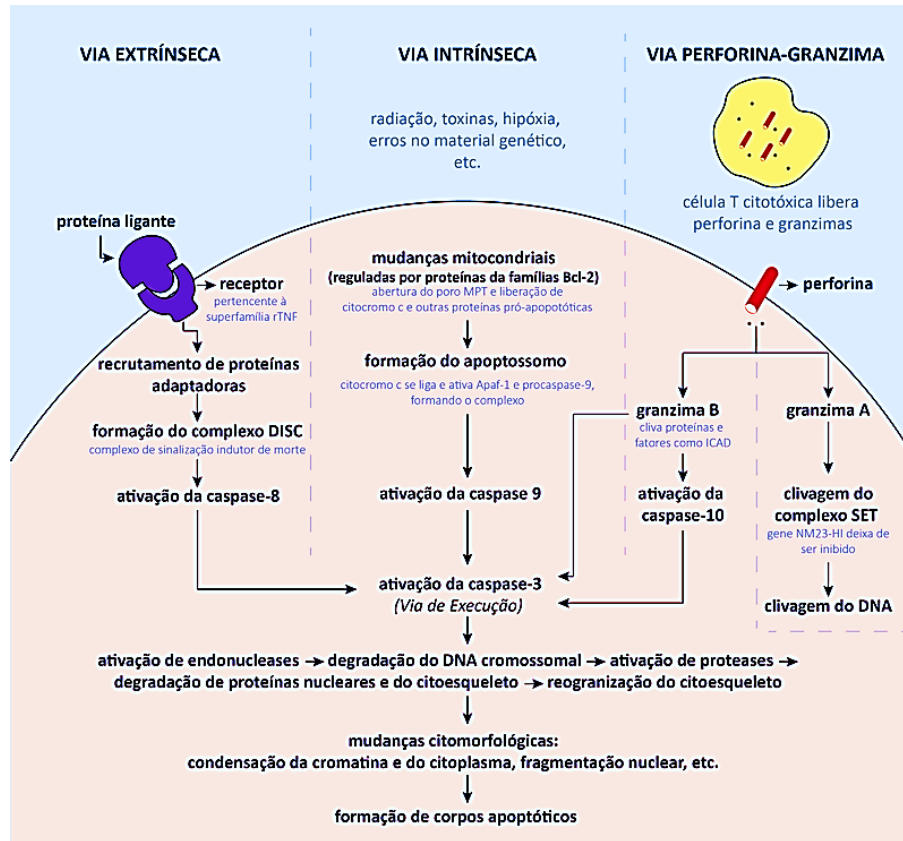 VIA EXTRÍNSECA
VIA INTRÍNSECA
VIA PERFORINA-GRANZIMA
radiação, toxinas, hipóxia,
erros no material genético,
etc.
célula T citotóxica libera
perforina e granzimas
proteína ligante
receptor
pertencente à
superfamília rTNF
recrutamento de proteínas
adaptadoras
formação do complexo DISC
complexo de sinalização indutor de morte
ativação da caspase-8
mudanças mitocondriais
(reguladas por proteínas da famílias Bcl-2)
abertura do poro MPT e liberação de
citocromo c e outras proteínas pró-apopotóticas
formação do apoptossomo
citocromo c se liga e ativa Apaf-1 e procaspase-9,
formando o complexo
ativação da caspase 9
perforina
granzima B
cliva proteínas e
fatores como ICAD
ativação da
caspase-10
granzima A
clivagem do
complexo SET
gene NM23-HI deixa de
ser inibido
clivagem do DNA
ativação da caspase-3
(Via de Execução)
ativação de endonucleases → degradação do DNA cromossomal → ativação de proteases →
degradação de proteínas nucleares e do citoesqueleto → reogranização do citoesqueleto
mudanças citomorfológicas:
condensação da cromatina e do citoplasma, fragmentação nuclear, etc.
formação de corpos apoptóticos